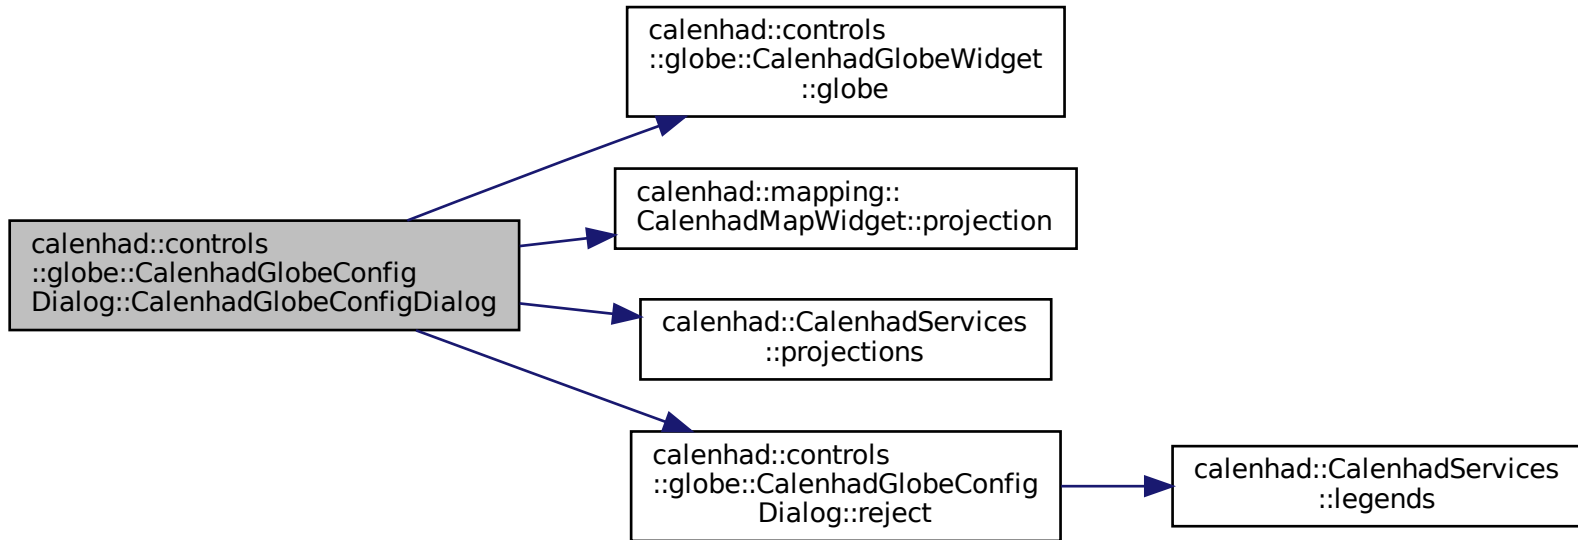 calenhad::controls
::globe::CalenhadGlobeWidget
::globe
calenhad::mapping::
CalenhadMapWidget::projection
calenhad::controls
::globe::CalenhadGlobeConfig
Dialog::CalenhadGlobeConfigDialog
calenhad::CalenhadServices
::projections
calenhad::controls
::globe::CalenhadGlobeConfig
Dialog::reject
calenhad::CalenhadServices
::legends